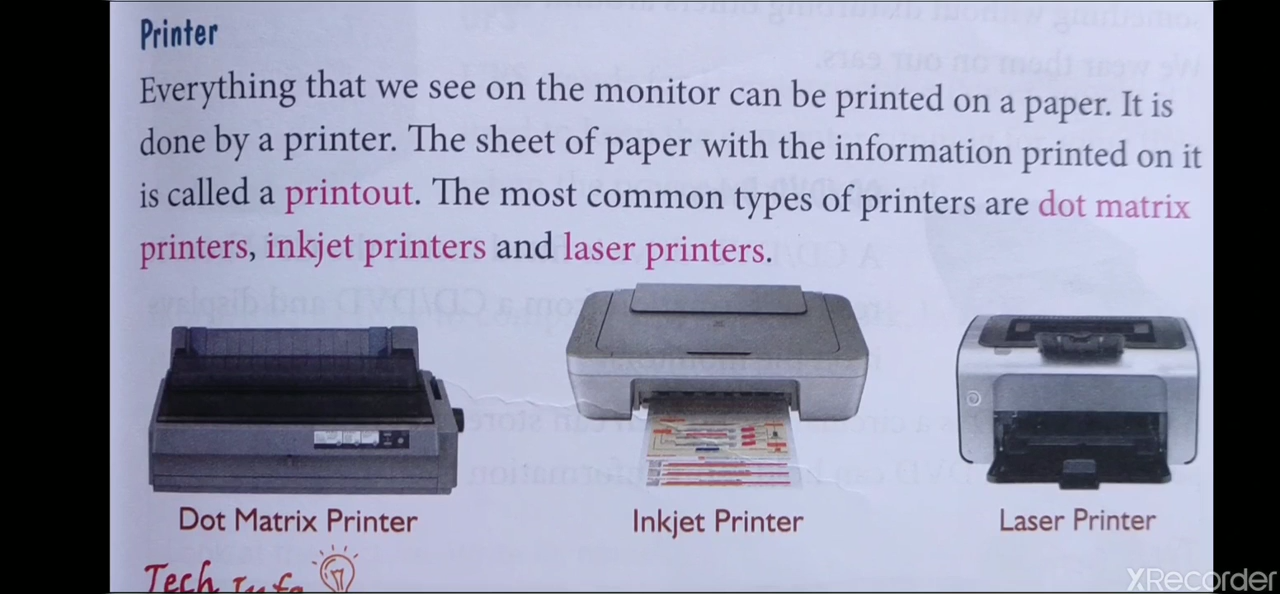 Printer
Everything that we see on the monitor can be printed on a paper. It is
done by a printer. The sheet of paper with the information printed on it
is called a printout. The most common types of printers are dot matrix
printers, inkjet printers and laser printers.
Dot Matrix Printer
Inkjet Printer
Laser Printer
Tech Info
XRecorder